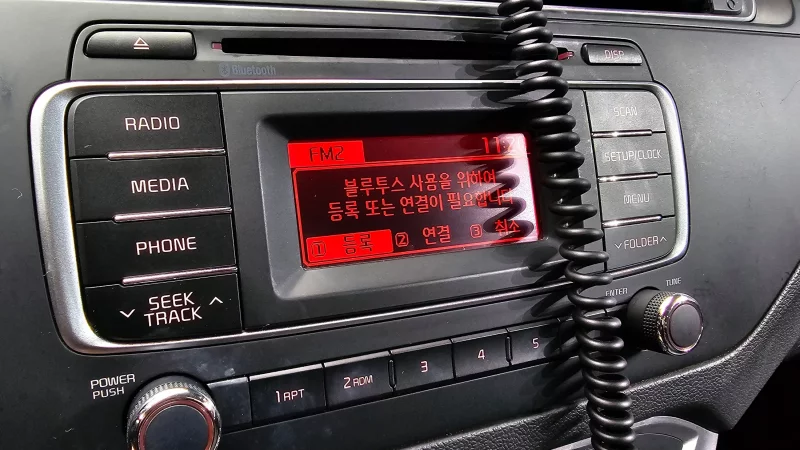 Bluetooth
DISP
RADIO
MEDIA
PHONE
SEEK
TRACK
FM2
블루투스 사용을 위하여
등록 또는 연결이 필요합니다
① 등록 ② 연결 ③ 취소
SCAN
SETUP/CLOCK
MENU
FOLDER
ENTER
TUNE
POWER
PUSH
1 RPT
2 RDM
3
4
5